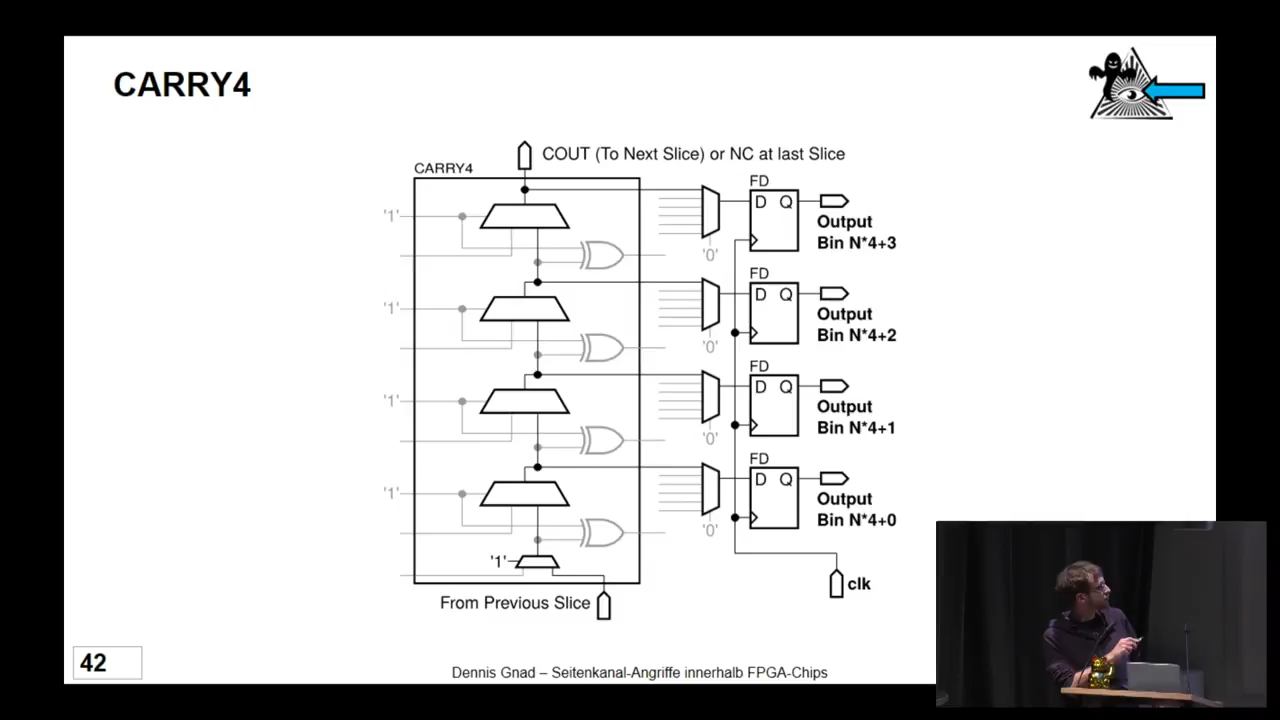 CARRY4
COUT (To Next Slice) or NC at last Slice
CARRY4
FD
'1'
D Q
Output
Bin N*4+3
'0'
FD
'1'
D Q
Output
Bin N*4+2
'0'
FD
'1'
D Q
Output
Bin N*4+1
'0'
FD
'1'
D Q
Output
Bin N*4+0
'0'
'1'
clk
From Previous Slice
42
Dennis Gnad – Seitenkanal-Angriffe innerhalb FPGA-Chips